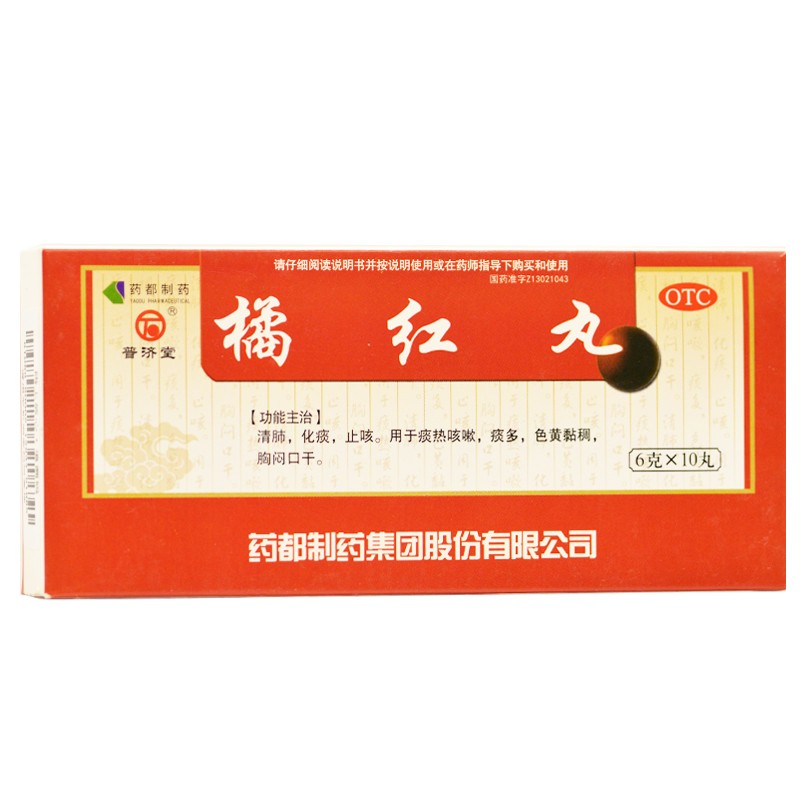 请仔细阅读说明书并按说明使用或在药师指导下购买和使用
国药准字Z13021043
药都制药
YAODU PHARMACEUTICAL
®
普济堂
橘红丸
OTC
【功能主治】
清肺，化痰，止咳。用于痰热咳嗽，痰多，色黄黏稠，
胸闷口干。
6克×10丸
药都制药集团股份有限公司